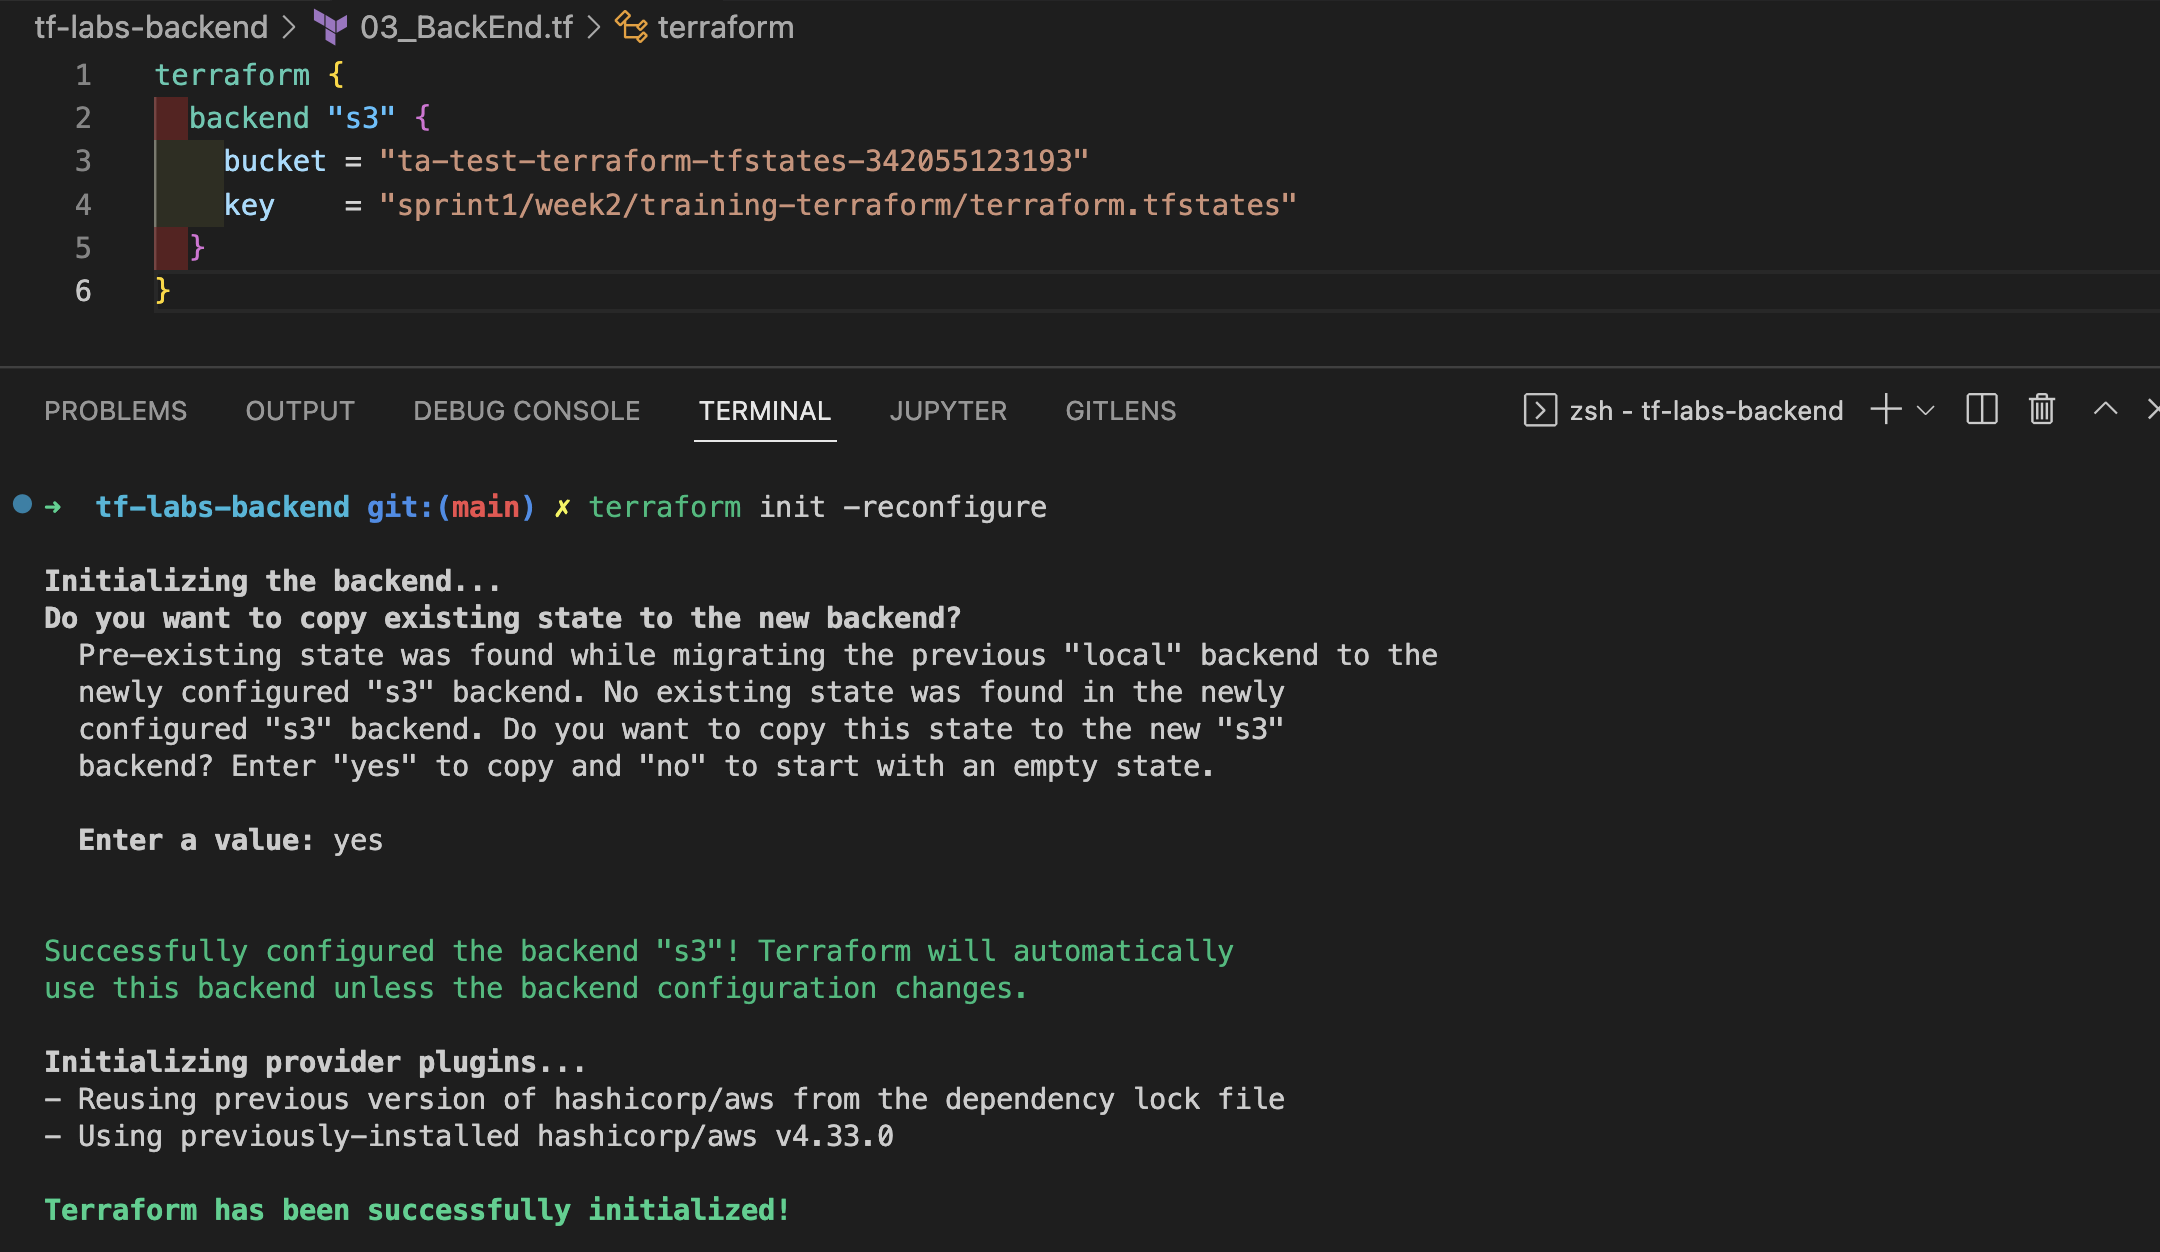 tf-labs-backend > 03_BackEnd.tf > terraform
1 terraform {
2 backend "s3" {
3 bucket = "ta-test-terraform-tfstates-342055123193"
4 key = "sprint1/week2/training-terraform/terraform.tfstates"
5 }
6 }
PROBLEMS OUTPUT DEBUG CONSOLE TERMINAL JUPYTER GITLENS zsh - tf-labs-backend
➜ tf-labs-backend git:(main) ✗ terraform init -reconfigure
Initializing the backend...
Do you want to copy existing state to the new backend?
Pre-existing state was found while migrating the previous "local" backend to the
newly configured "s3" backend. No existing state was found in the newly
configured "s3" backend. Do you want to copy this state to the new "s3"
backend? Enter "yes" to copy and "no" to start with an empty state.
Enter a value: yes
Successfully configured the backend "s3"! Terraform will automatically
use this backend unless the backend configuration changes.
Initializing provider plugins...
- Reusing previous version of hashicorp/aws from the dependency lock file
- Using previously-installed hashicorp/aws v4.33.0
Terraform has been successfully initialized!